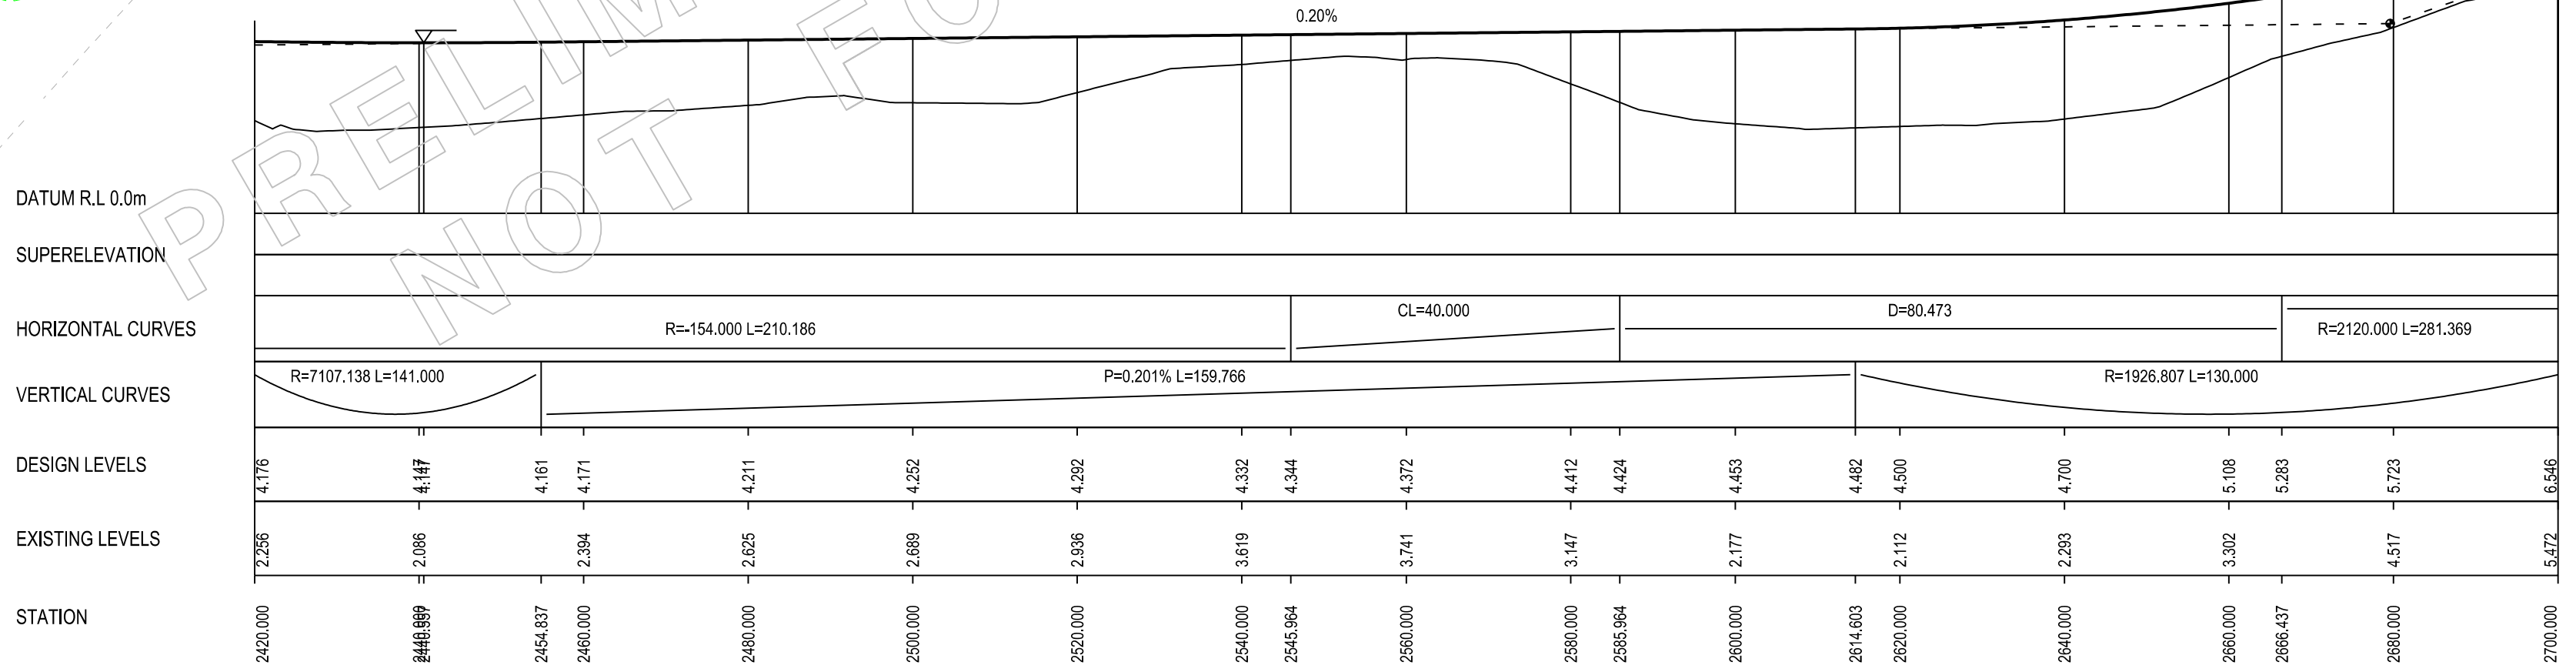 0.20%
PRELIM
NOT FO
DATUM R.L 0.0m
SUPERELEVATION
HORIZONTAL CURVES R=-154.000 L=210.186 CL=40.000 D=80.473 R=2120.000 L=281.369
VERTICAL CURVES R=7107.138 L=141.000 P=0.201% L=159.766 R=1926.807 L=130.000
DESIGN LEVELS 4.176 4.147 4.147 4.161 4.171 4.211 4.252 4.292 4.332 4.344 4.372 4.412 4.424 4.453 4.482 4.500 4.700 5.108 5.283 5.723 6.546
EXISTING LEVELS 2.256 2.086 2.394 2.625 2.689 2.936 3.619 3.741 3.147 2.177 2.112 2.293 3.302 4.517 5.472
STATION 2420.000 2440.000 2454.837 2460.000 2480.000 2500.000 2520.000 2540.000 2545.964 2560.000 2580.000 2585.964 2600.000 2614.603 2620.000 2640.000 2660.000 2666.437 2680.000 2700.000